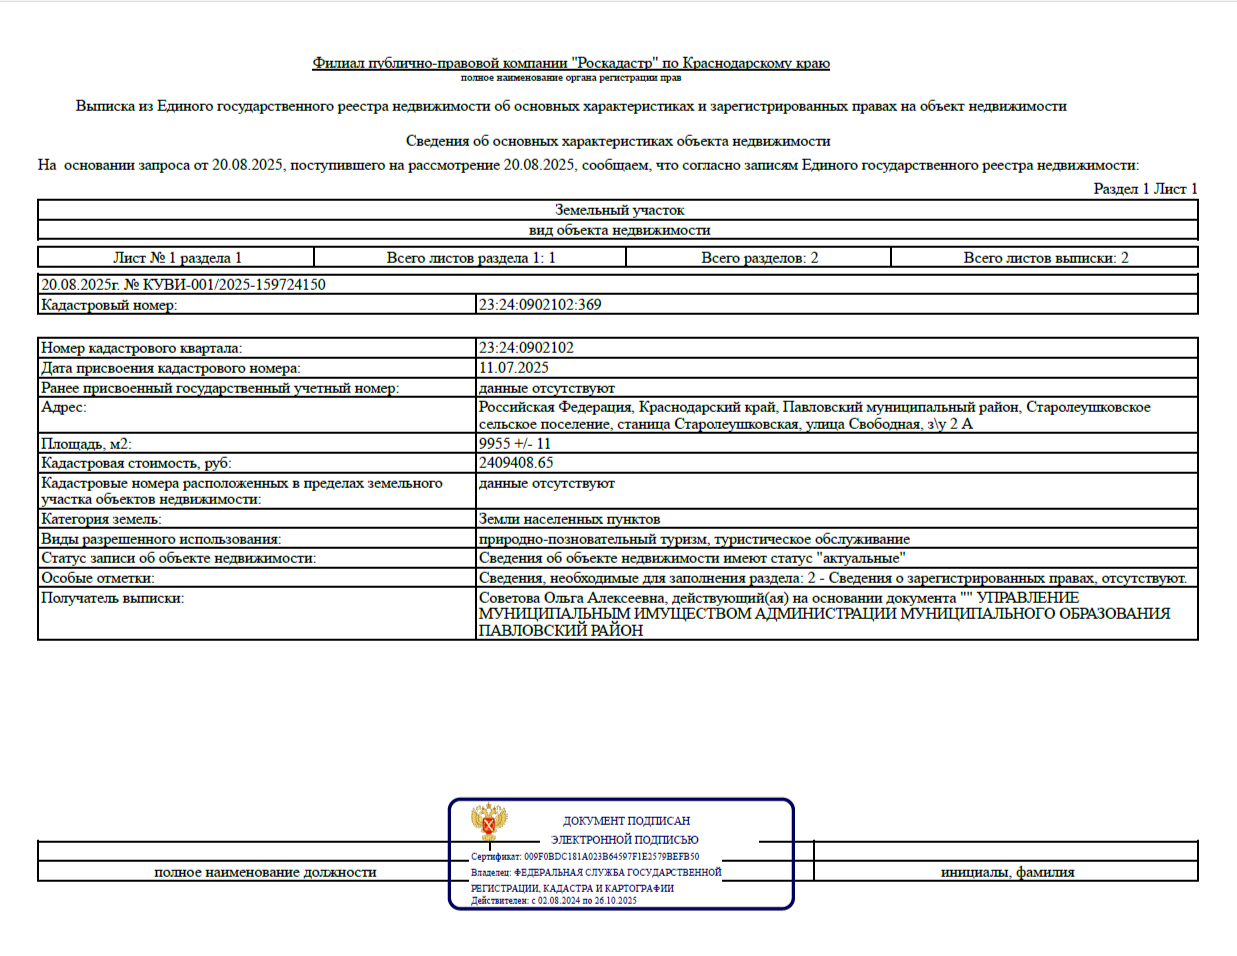 Филиал публично-правовой компании "Роскадастр" по Краснодарскому краю
полное наименование органа регистрации прав
Выписка из Единого государственного реестра недвижимости об основных характеристиках и зарегистрированных правах на объект недвижимости
Сведения об основных характеристиках объекта недвижимости
На основании запроса от 20.08.2025, поступившего на рассмотрение 20.08.2025, сообщаем, что согласно записям Единого государственного реестра недвижимости:
Раздел 1 Лист 1
Земельный участок
вид объекта недвижимости
Лист № 1 раздела 1 Всего листов раздела 1: 1 Всего разделов: 2 Всего листов выписки: 2
20.08.2025г. № КУВИ-001/2025-159724150
Кадастровый номер: 23:24:0902102:369
Номер кадастрового квартала: 23:24:0902102
Дата присвоения кадастрового номера: 11.07.2025
Ранее присвоенный государственный учетный номер: данные отсутствуют
Адрес: Российская Федерация, Краснодарский край, Павловский муниципальный район, Старолеушковское
сельское поселение, станица Старолеушковская, улица Свободная, з\у 2 А
Площадь, м2: 9955 +/- 11
Кадастровая стоимость, руб: 2409408.65
Кадастровые номера расположенных в пределах земельного данные отсутствуют
участка объектов недвижимости:
Категория земель: Земли населенных пунктов
Виды разрешенного использования: природно-позновательный туризм, туристическое обслуживание
Статус записи об объекте недвижимости: Сведения об объекте недвижимости имеют статус "актуальные"
Особые отметки: Сведения, необходимые для заполнения раздела: 2 - Сведения о зарегистрированных правах, отсутствуют.
Получатель выписки: Советова Ольга Алексеевна, действующий(ая) на основании документа "" УПРАВЛЕНИЕ
МУНИЦИПАЛЬНЫМ ИМУЩЕСТВОМ АДМИНИСТРАЦИИ МУНИЦИПАЛЬНОГО ОБРАЗОВАНИЯ
ПАВЛОВСКИЙ РАЙОН
ДОКУМЕНТ ПОДПИСАН
ЭЛЕКТРОННОЙ ПОДПИСЬЮ
Сертификат: 009F0BDC181A023B64597F1E2579BEFB50
Владелец: ФЕДЕРАЛЬНАЯ СЛУЖБА ГОСУДАРСТВЕННОЙ
РЕГИСТРАЦИИ, КАДАСТРА И КАРТОГРАФИИ
Действителен: с 02.08.2024 по 26.10.2025
полное наименование должности
инициалы, фамилия